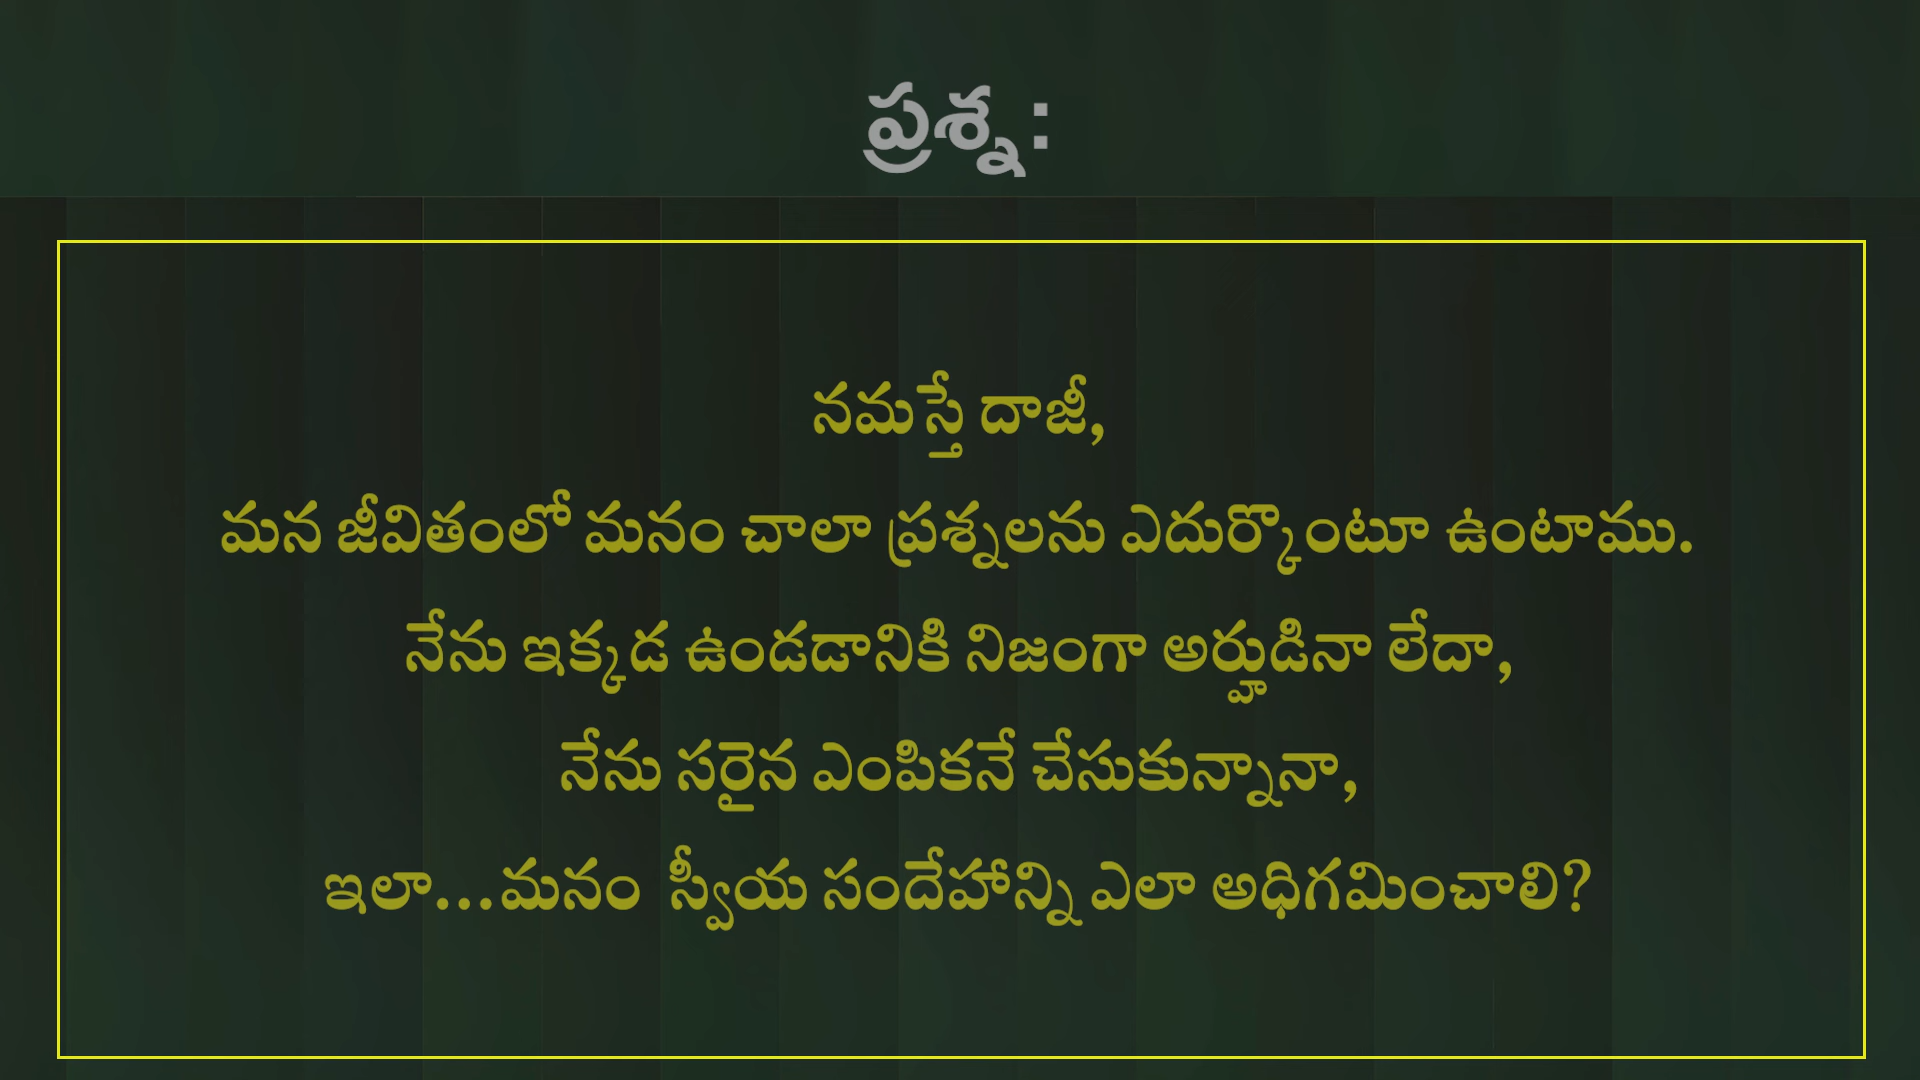 ప్రశ్న:
నమస్తే దాజీ,
మన జీవితంలో మనం చాలా ప్రశ్నలను ఎదుర్కొంటూ ఉంటాము.
నేను ఇక్కడ ఉండడానికి నిజంగా అర్హుడినా లేదా,
నేను సరైన ఎంపికనే చేసుకున్నానా,
ఇలా...మనం స్వీయ సందేహాన్ని ఎలా అధిగమించాలి?